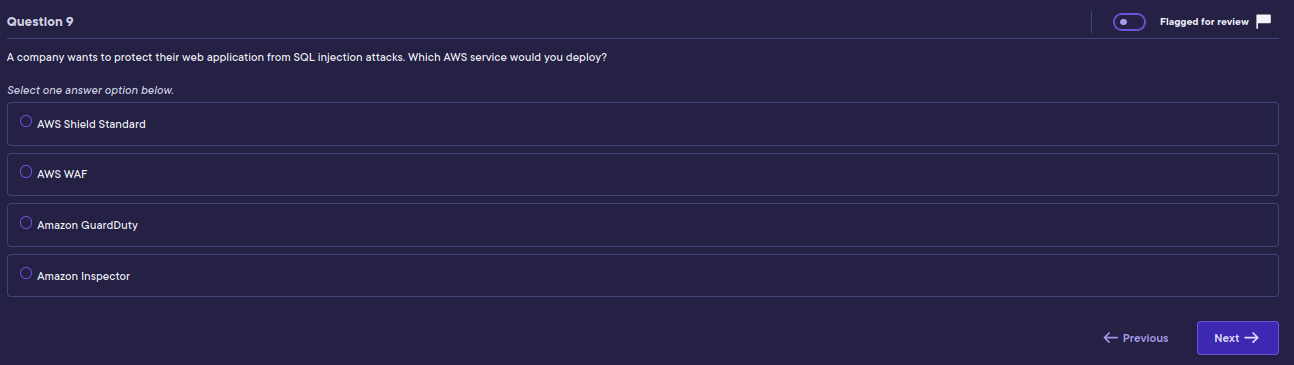 Question 9
Flagged for review
A company wants to protect their web application from SQL injection attacks. Which AWS service would you deploy?
Select one answer option below.
AWS Shield Standard
AWS WAF
Amazon GuardDuty
Amazon Inspector
Previous
Next